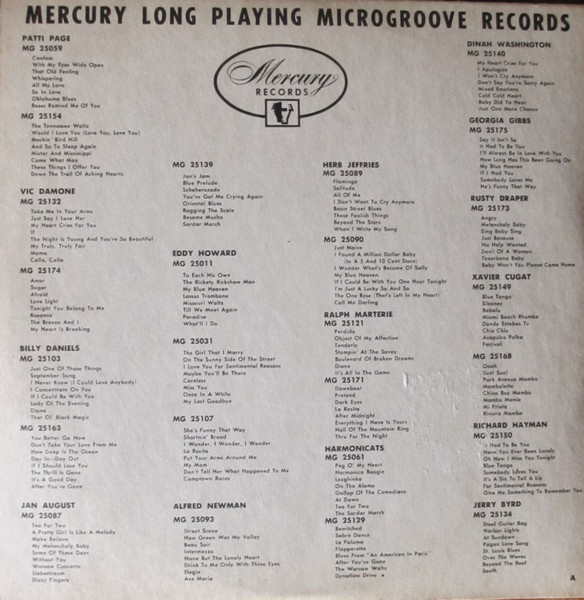 MERCURY LONG PLAYING MICROGROOVE RECORDS
Mercury
RECORDS
PATTI PAGE
MG 25059
Confess
With My Eyes Wide Open
That Old Feeling
Whispering
All My Love
So In Love
Oklahoma Blues
Roses Remind Me Of You
MG 25154
The Tennessee Waltz
Would I Love You (Love You, Love You)
Mockin' Bird Hill
And So To Sleep Again
Mister And Mississippi
Come What May
These Things I Offer You
Down The Trail Of Aching Hearts
VIC DAMONE
MG 25132
Take Me In Your Arms
Just Say I Love Her
My Heart Cries For You
If
The Night Is Young And You're So Beautiful
My Truly, Truly Fair
Mama
Calla, Calla
MG 25174
Amor
Sugar
Afraid
Love Light
Tonight You Belong To Me
Rosanne
The Breeze And I
My Heart Is Breaking
BILLY DANIELS
MG 25103
Just One Of Those Things
September Song
I Never Knew (I Could Love Anybody)
I Concentrate On You
If I Could Be With You
Lady Of The Evening
Diane
That Ol' Black Magic
MG 25163
You Better Go Now
Don't Take Your Love From Me
How Deep Is The Ocean
Day In—Day Out
If I Should Lose You
The Thrill Is Gone
It's A Good Day
After You've Gone
JAN AUGUST
MG 25087
Tea For Two
A Pretty Girl Is Like A Melody
Make Believe
My Melancholy Baby
Some Of These Days
Without You
Warsaw Concerto
Liebestraum
Dizzy Fingers
MG 25139
Jan's Jam
Blue Prelude
Scheherezade
You've Got Me Crying Again
Oriental Blues
Ragging The Scale
Besame Mucho
Sardar March
EDDY HOWARD
MG 25011
To Each His Own
The Rickety Rickshaw Man
My Blue Heaven
Lassus Trombone
Missouri Waltz
Till We Meet Again
Paradise
What'll I Do
MG 25031
The Girl That I Marry
On The Sunny Side Of The Street
I Love You For Sentimental Reasons
Maybe You'll Be There
Careless
Miss You
Once In A While
My Last Goodbye
MG 25107
She's Funny That Way
Shortnin' Bread
I Wonder, I Wonder, I Wonder
La Rosita
Put Your Arms Around Me
My Mom
Don't Tell Her What Happened To Me
Camptown Races
ALFRED NEWMAN
MG 25093
Street Scene
How Green Was My Valley
Beau Soir
Intermezzo
None But The Lonely Heart
Drink To Me Only With Thine Eyes
Elegie
Ave Maria
HERB JEFFRIES
MG 25089
Flamingo
Solitude
All Of Me
I Don't Want To Cry Anymore
Basin Street Blues
These Foolish Things
Beyond The Stars
When I Write My Song
MG 25090
Just Naive
I Found A Million Dollar Baby
(In A 5 And 10 Cent Store)
I Wonder What's Become Of Sally
My Blue Heaven
If I Could Be With You One Hour Tonight
I'm Just A Lucky So And So
The One Rose (That's Left In My Heart)
Call Me Darling
RALPH MARTERIE
MG 25121
Perdido
Object Of My Affection
Tenderly
Stompin' At The Savoy
Boulevard Of Broken Dreams
Diane
It's All In The Game
MG 25171
Dawnbeat
Pretend
Dark Eyes
La Rosita
After Midnight
Everything I Have Is Yours
Hall Of The Mountain King
Thru For The Night
HARMONICATS
MG 25061
Peg O' My Heart
Harmonica Boogie
Laughinka
On The Alamo
Gallop Of The Comedians
At Dawn
Tea For Two
The Sardar March
MG 25129
Bewitched
Sabre Dance
La Paloma
Flapperette
Blues From "An American In Paris"
After You've Gone
The Warsaw Waltz
Dynaflow Drive
DINAH WASHINGTON
MG 25140
My Heart Cries For You
I Apologize
I Won't Cry Anymore
Don't Say You're Sorry Again
Mixed Emotions
Cold Cold Heart
Baby Did Ya Hear
Just One More Chance
GEORGIA GIBBS
MG 25175
Say It Isn't So
It Had To Be You
I'll Always Be In Love With You
How Long Has This Been Going On
My Blue Heaven
If I Had You
Somebody Loves Me
He's Funny That Way
RUSTY DRAPER
MG 25173
Angry
Melancholy Baby
Sing Baby Sing
Just Because
No Help Wanted
Devil Of A Woman
Texarkana Baby
Baby Won't You Please Come Home
XAVIER CUGAT
MG 25149
Blue Tango
Siboney
Babalu
Miami Beach Rhumba
Donde Estabas Tu
Chiu Chiu
Acapulco Polka
Festival
MG 25168
Oooh
Sssi! Sssi!
Park Avenue Mambo
Mambolette
China Boy Mambo
Mambo Mania
Mi Frieta
Riviera Mambo
RICHARD HAYMAN
MG 25150
It Had To Be You
Have You Ever Been Lonely
Oh How I Miss You Tonight
Blue Tango
Somebody Loves You
It's A Sin To Tell A Lie
For Sentimental Reasons
Give Me Something To Remember You
JERRY BYRD
MG 25134
Steel Guitar Rag
Harbor Lights
At Sundown
Pagan Love Song
St. Louis Blues
Over The Waves
Beyond The Reef
South
A